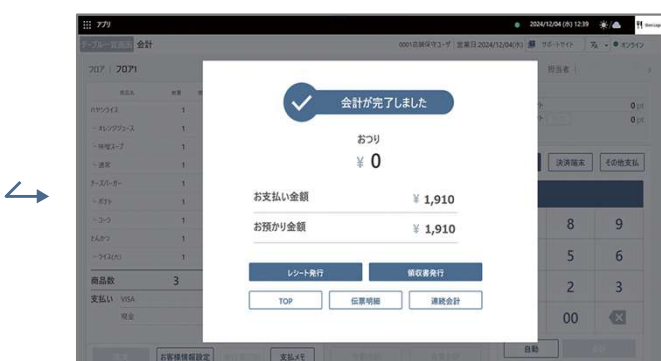 アプリ
2024/12/04 (水) 12:39
テーブル一覧画面 会計
0001店舗保守ユーザ 営業日 2024/12/04(水) サポートサイト オンライン
707 フロア1
担当者
商品名 数量
ハヤシライス 1
- オレンジジュース 1
- 味噌スープ 1
- 通常 1
チーズバーガー 1
- ポテト 1
- コーラ 1
とんかつ 1
- ライス(大) 1
商品数 3
支払い VISA
現金
会計が完了しました
おつり
¥ 0
お支払い金額 ¥ 1,910
お預かり金額 ¥ 1,910
レシート発行 領収書発行
TOP 伝票明細 連続会計
0 pt
0 pt
決済端末 その他支払
8 9
5 6
2 3
00
自動
お客様情報設定 支払メモ